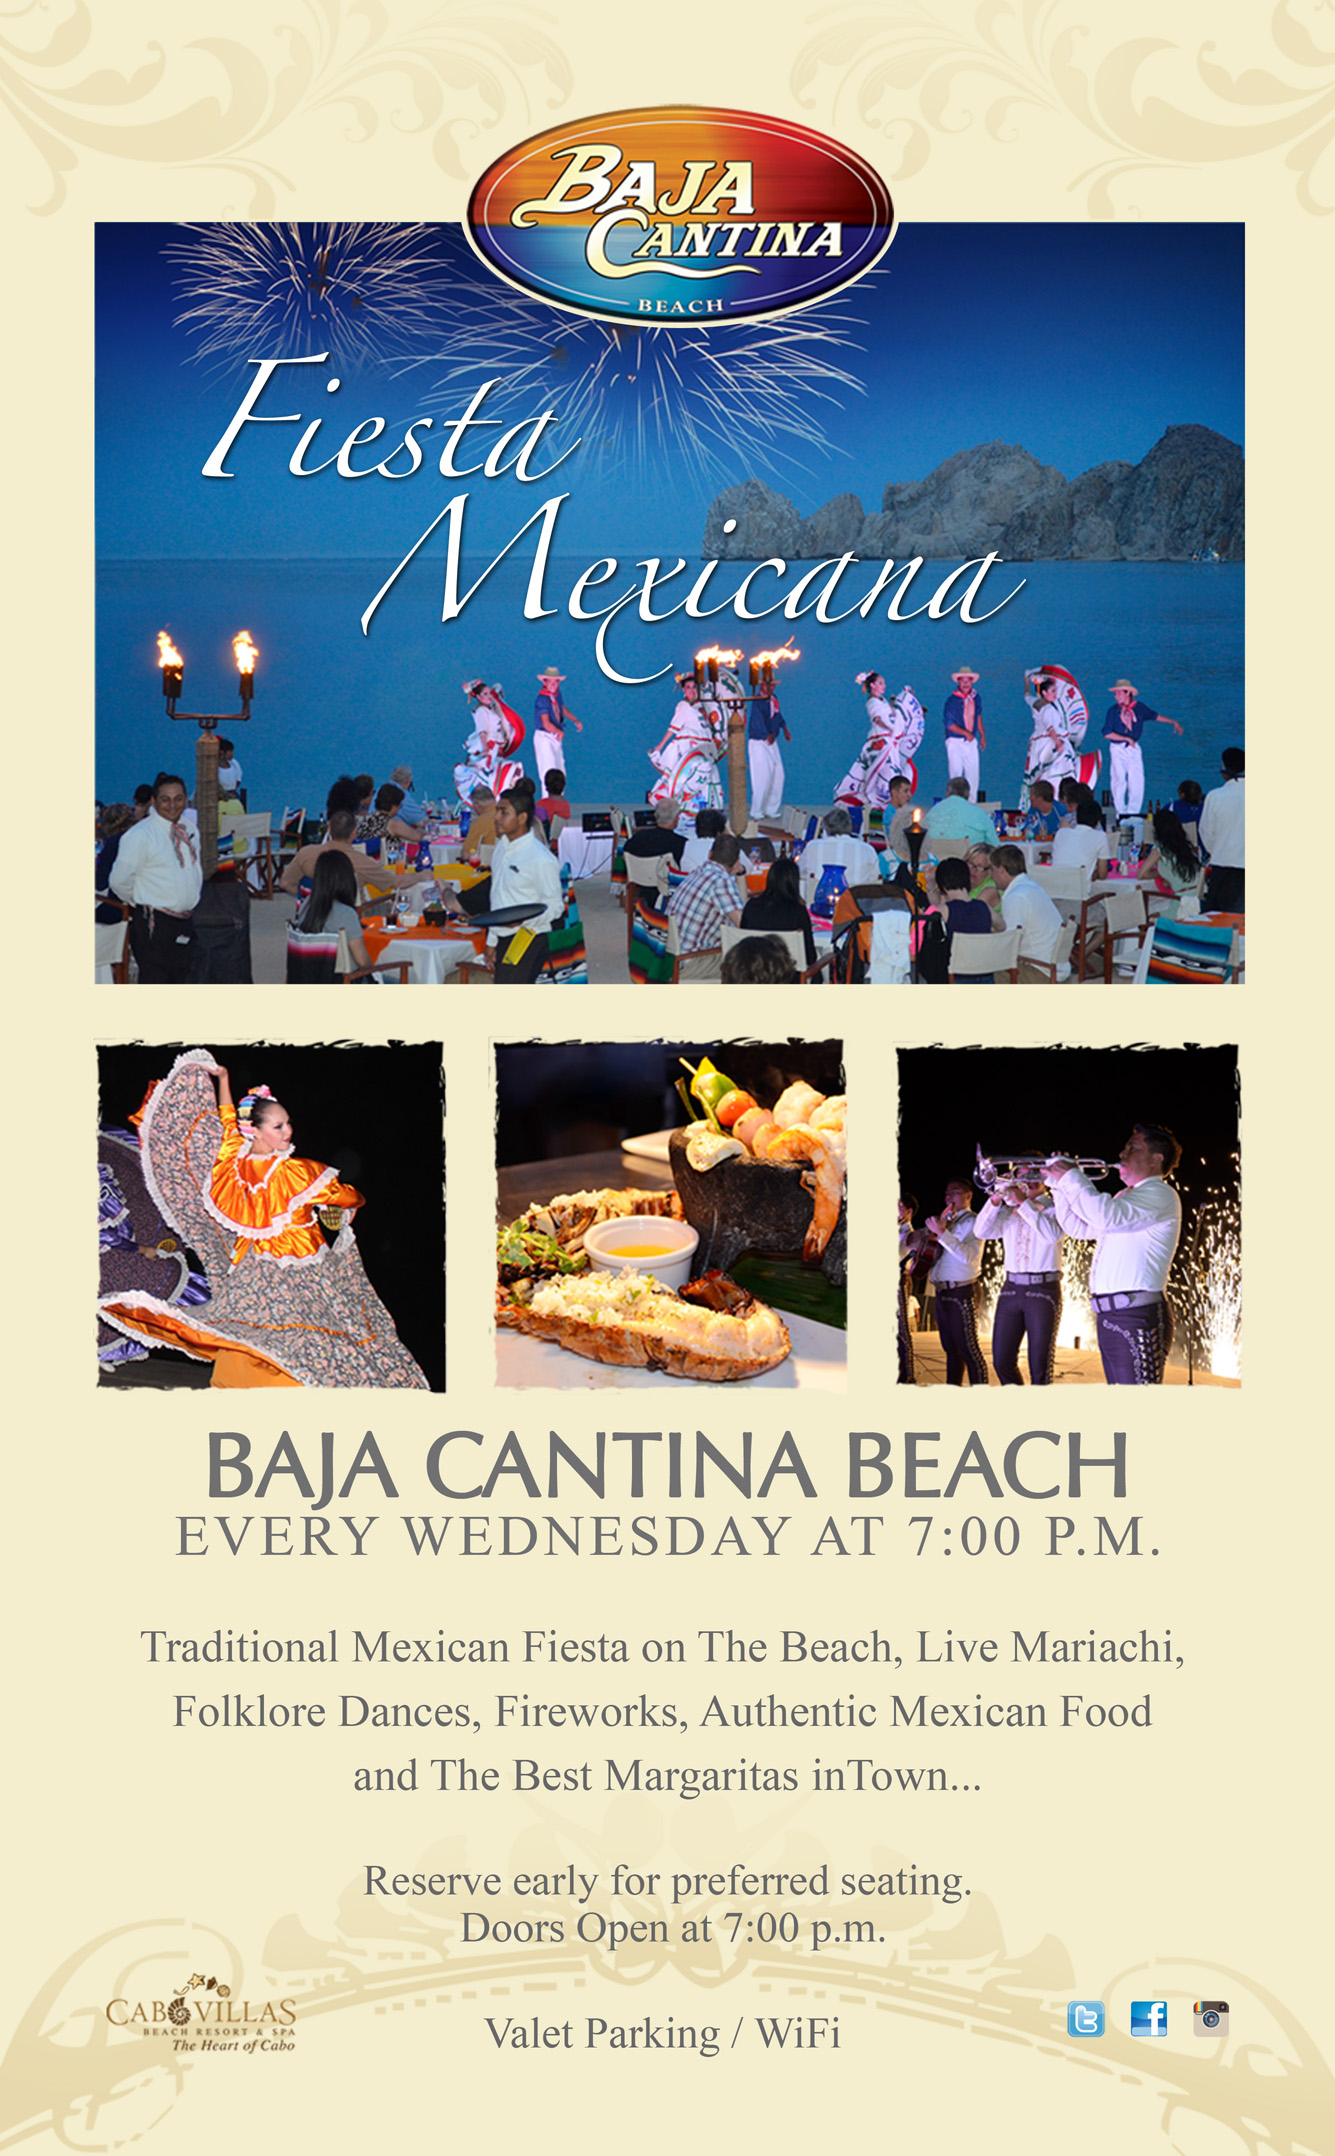 BAJA
CANTINA
BEACH
Fiesta
Mexicana
BAJA CANTINA BEACH
EVERY WEDNESDAY AT 7:00 P.M.
Traditional Mexican Fiesta on The Beach, Live Mariachi,
Folklore Dances, Fireworks, Authentic Mexican Food
and The Best Margaritas inTown...
Reserve early for preferred seating.
Doors Open at 7:00 p.m.
CABO VILLAS
BEACH RESORT & SPA
The Heart of Cabo
Valet Parking / WiFi